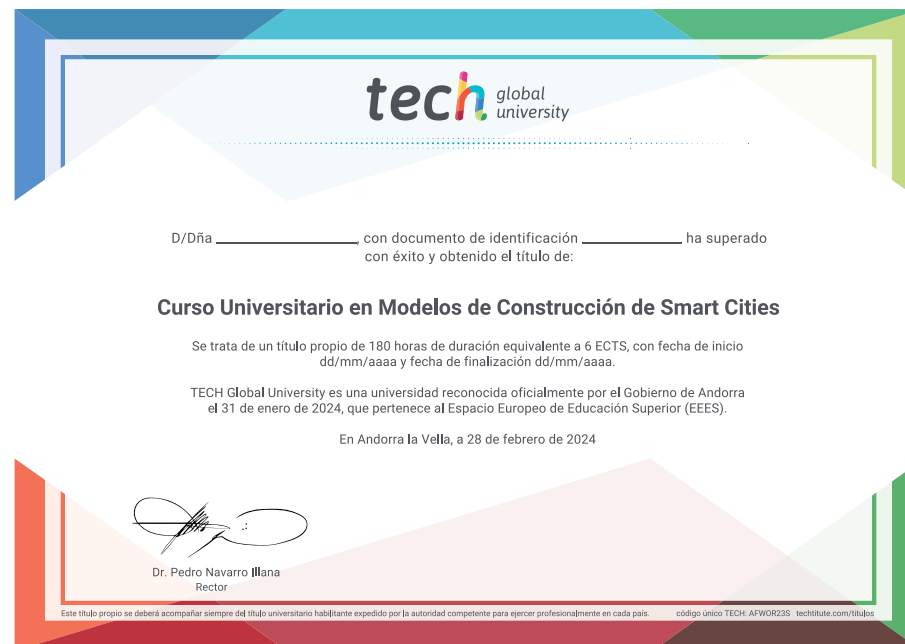 tech global university
D/Dña ____________________, con documento de identificación ______________ ha superado
con éxito y obtenido el título de:
Curso Universitario en Modelos de Construcción de Smart Cities
Se trata de un título propio de 180 horas de duración equivalente a 6 ECTS, con fecha de inicio
dd/mm/aaaa y fecha de finalización dd/mm/aaaa.
TECH Global University es una universidad reconocida oficialmente por el Gobierno de Andorra
el 31 de enero de 2024, que pertenece al Espacio Europeo de Educación Superior (EEES).
En Andorra la Vella, a 28 de febrero de 2024
Dr. Pedro Navarro Illana
Rector
Este título propio se deberá acompañar siempre del título universitario habilitante expedido por la autoridad competente para ejercer profesionalmente en cada país. código único TECH: AFWOR23S techtitute.com/titulos